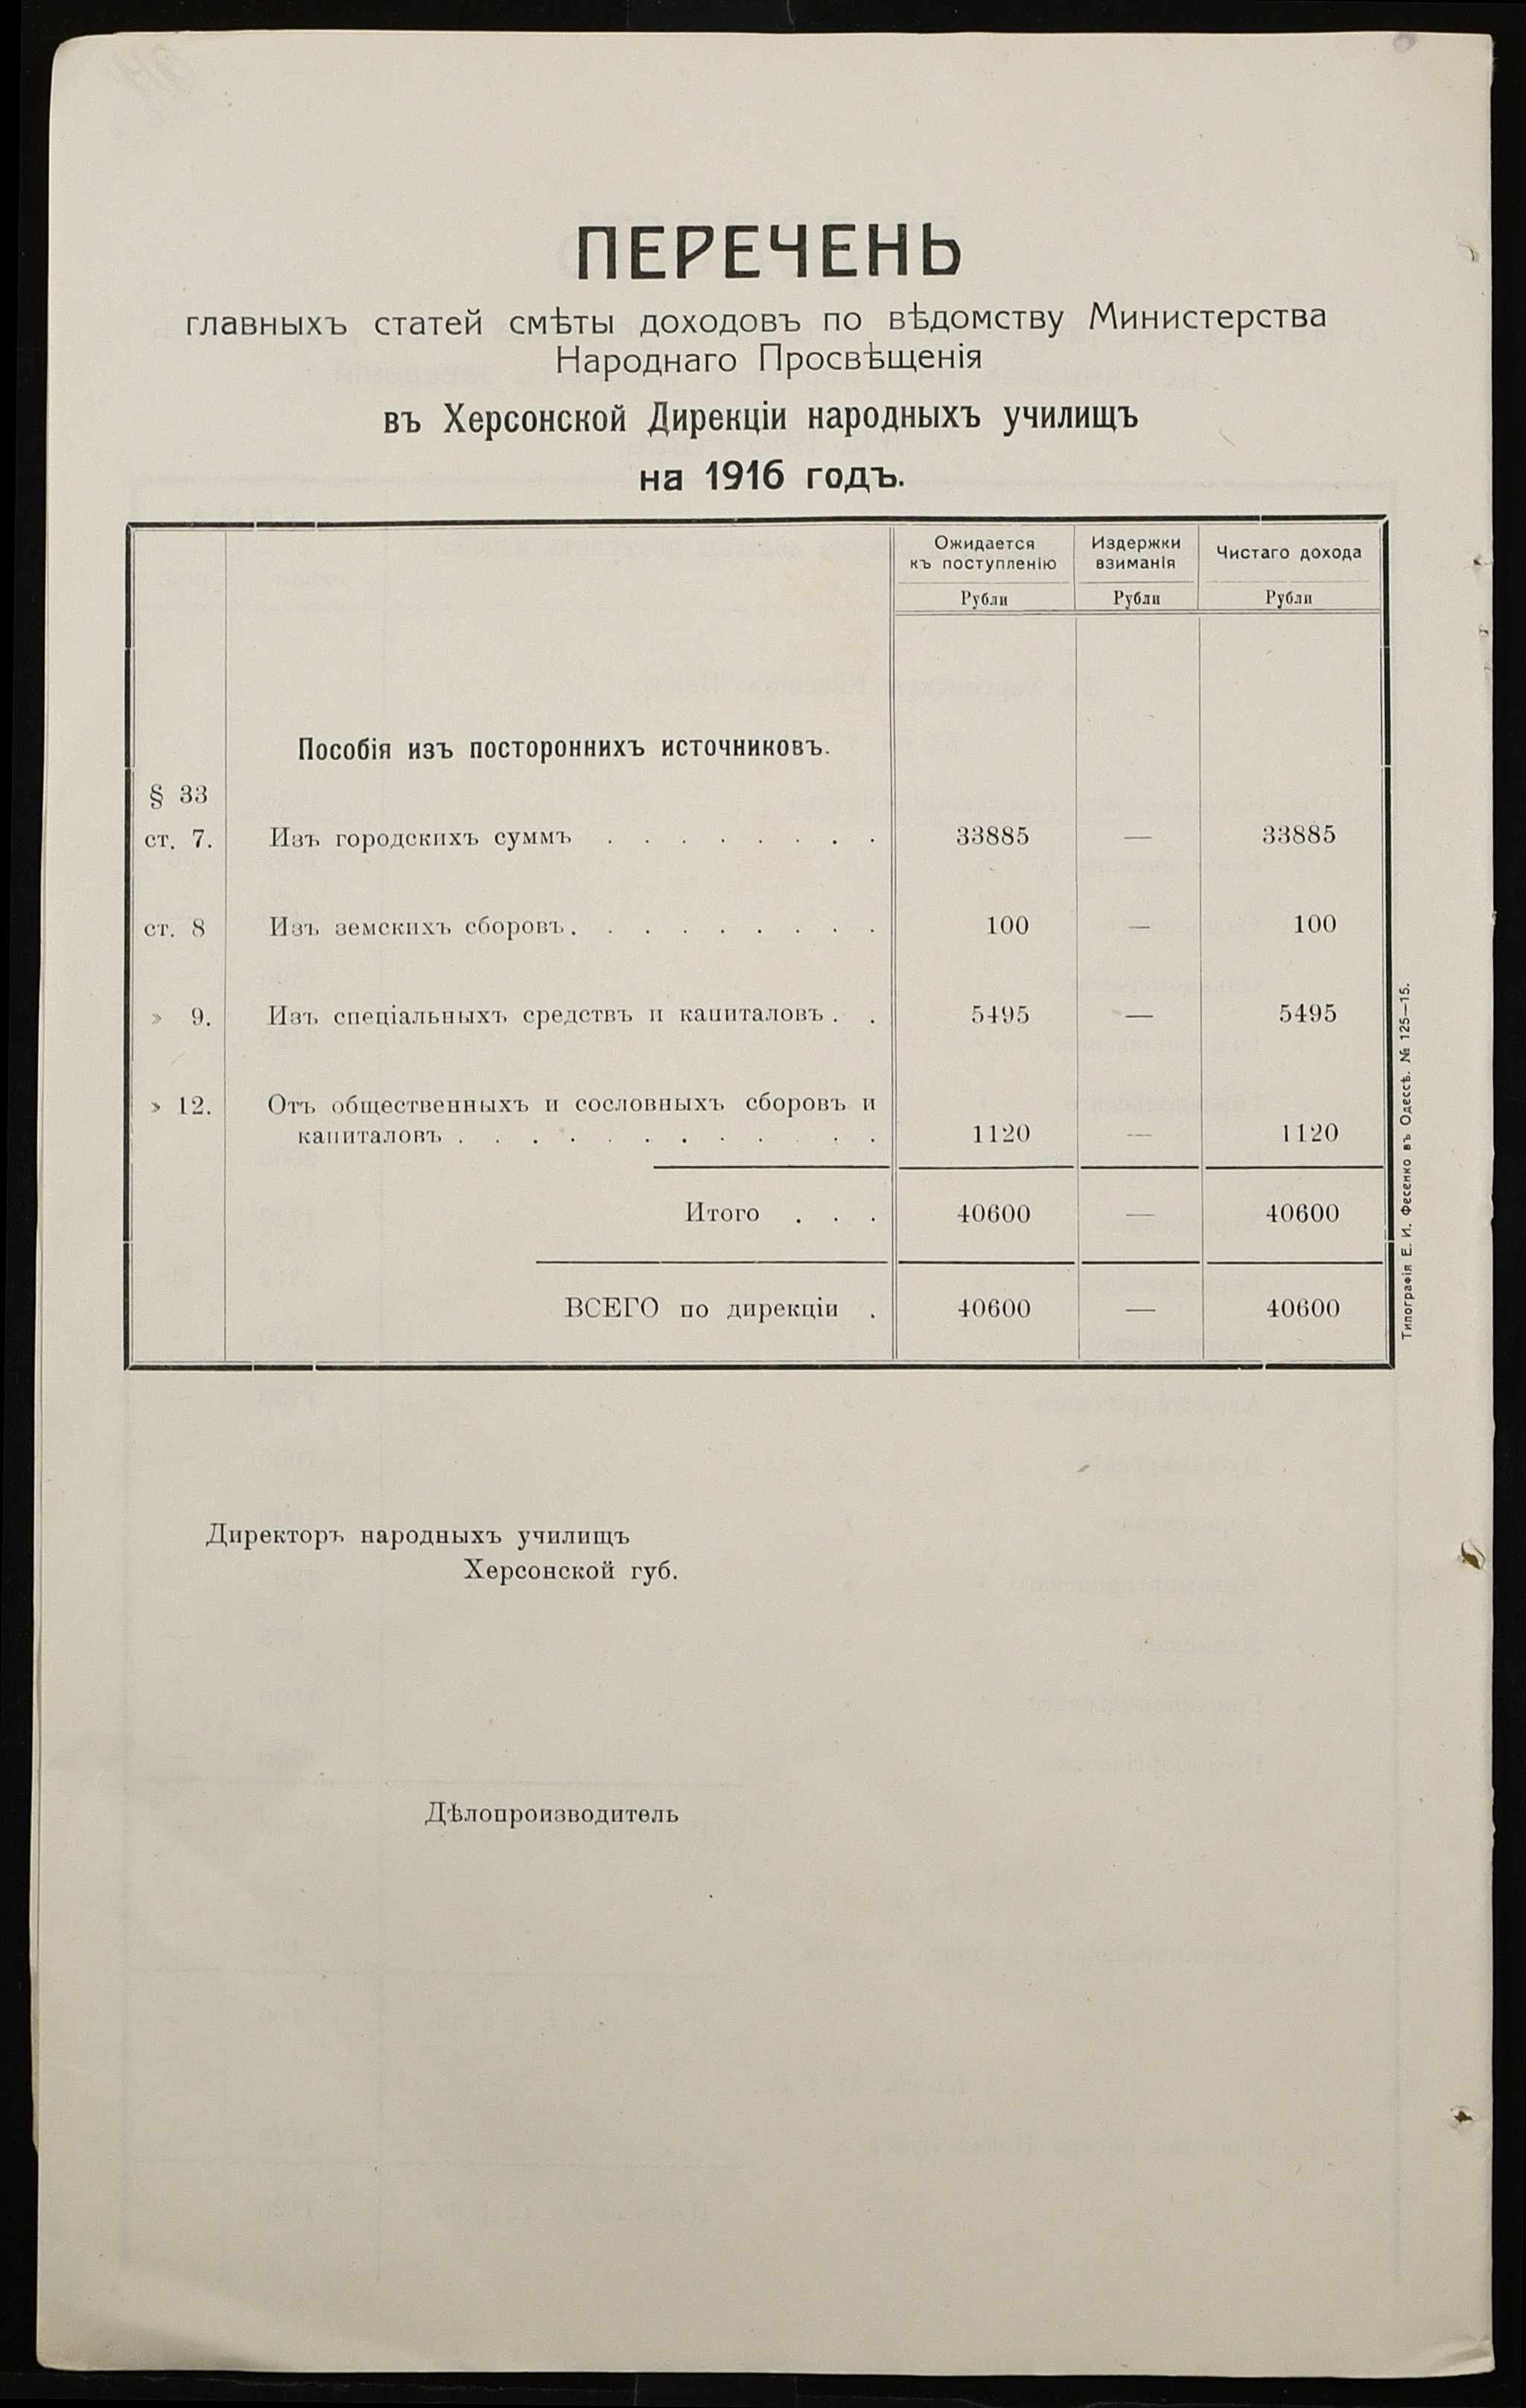 ПЕРЕЧЕНЬ
главныхъ статей смѣты доходовъ по вѣдомству Министерства
Народнаго Просвѣщенія
въ Херсонской Дирекціи народныхъ училищъ
на 1916 годъ.
Ожидается къ поступленію Издержки взиманія Чистаго дохода
Рубли Рубли Рубли
Пособія изъ постороннихъ источниковъ.
§ 33
ст. 7. Изъ городскихъ суммъ . . . . . . . . 33885 — 33885
ст. 8 Изъ земскихъ сборовъ. . . . . . . . . 100 — 100
» 9. Изъ спеціальныхъ средствъ и капиталовъ . . 5495 — 5495
» 12. Отъ общественныхъ и сословныхъ сборовъ и
капиталовъ . . . . . . . . . . . . 1120 — 1120
Итого . . . 40600 — 40600
ВСЕГО по дирекціи . 40600 — 40600
Типографія Е. И. Фесенко въ Одессѣ. № 125—15.
Директоръ народныхъ училищъ
Херсонской губ.
Дѣлопроизводитель